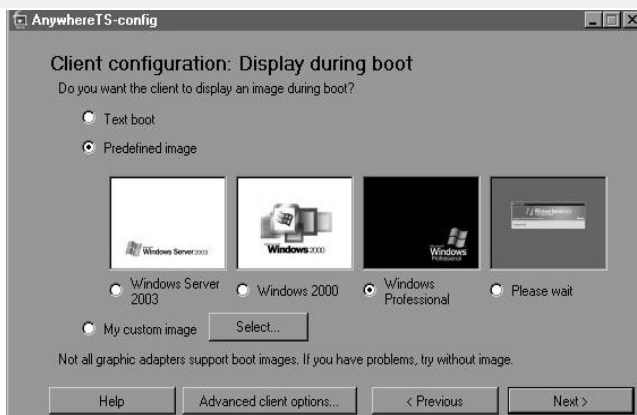 AnywhereTS-config
Client configuration: Display during boot
Do you want the client to display an image during boot?
Text boot
Predefined image
Windows Server 2003
Windows 2000
Windows
Professional
Windows Server 2003
Windows 2000
Windows Professional
Please wait
My custom image
Select...
Not all graphic adapters support boot images. If you have problems, try without image.
Help
Advanced client options...
< Previous
Next >